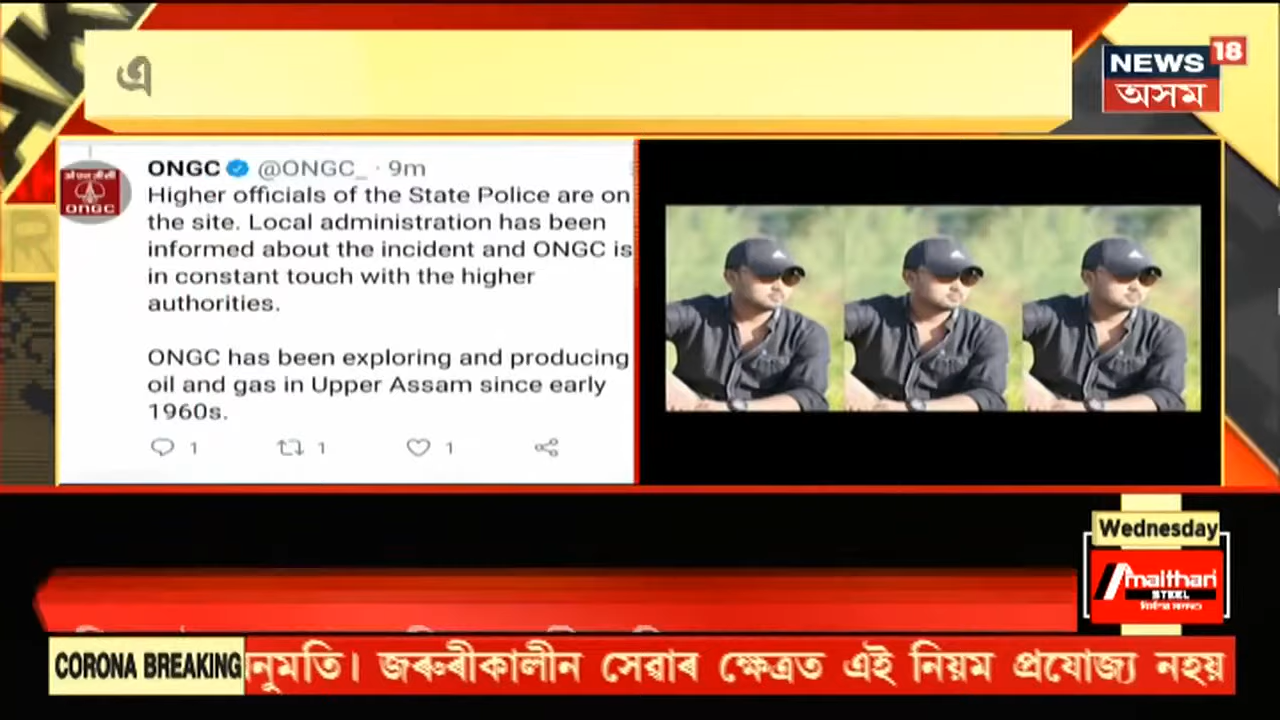 এ
NEWS 18
অসম
ONGC @ONGC_ · 9m
Higher officials of the State Police are on
the site. Local administration has been
informed about the incident and ONGC is
in constant touch with the higher
authorities.
ONGC has been exploring and producing
oil and gas in Upper Assam since early
1960s.
1 1 1
ओ एन जी सी
ONGC
Wednesday
maithan
STEEL
CORONA BREAKING
নুমতি। জৰুৰীকালীন সেৱাৰ ক্ষেত্ৰত এই নিয়ম প্ৰযোজ্য নহয়